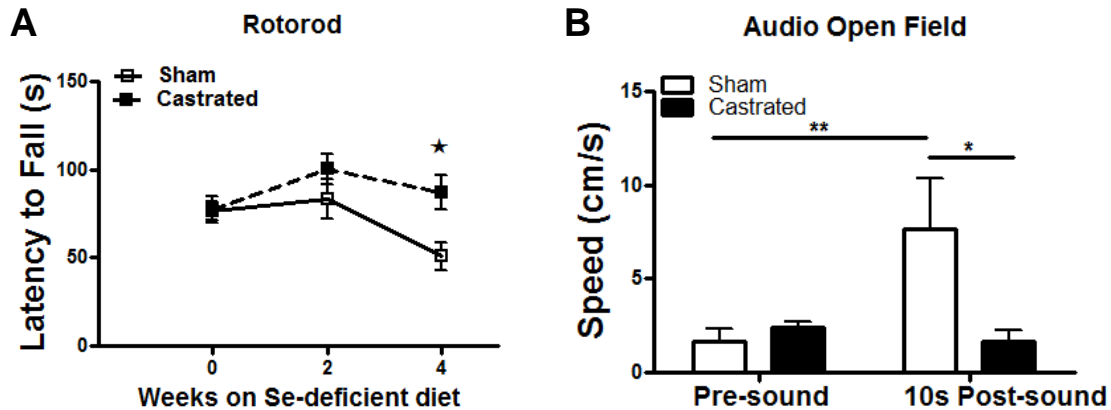 A
Rotorod
Latency to Fall (s)
150
100
50
0
Sham
Castrated
★
0 2 4
Weeks on Se-deficient diet
B
Audio Open Field
Speed (cm/s)
15
10
5
0
Sham
Castrated
**
*
Pre-sound 10s Post-sound